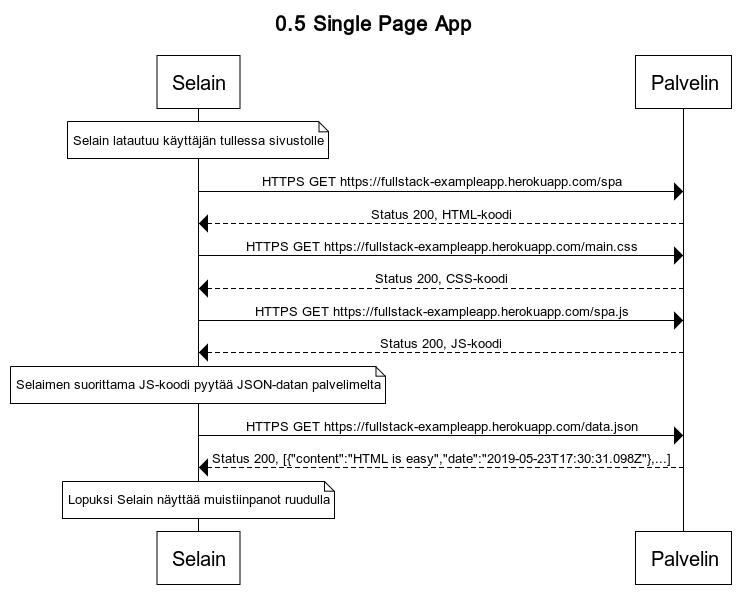 0.5 Single Page App
Selain
Palvelin
Selain latautuu käyttäjän tullessa sivustolle
HTTPS GET https://fullstack-exampleapp.herokuapp.com/spa
Status 200, HTML-koodi
HTTPS GET https://fullstack-exampleapp.herokuapp.com/main.css
Status 200, CSS-koodi
HTTPS GET https://fullstack-exampleapp.herokuapp.com/spa.js
Status 200, JS-koodi
Selaimen suorittama JS-koodi pyytää JSON-datan palvelimelta
HTTPS GET https://fullstack-exampleapp.herokuapp.com/data.json
Status 200, [{"content":"HTML is easy","date":"2019-05-23T17:30:31.098Z"},...]
Lopuksi Selain näyttää muistiinpanot ruudulla
Selain
Palvelin